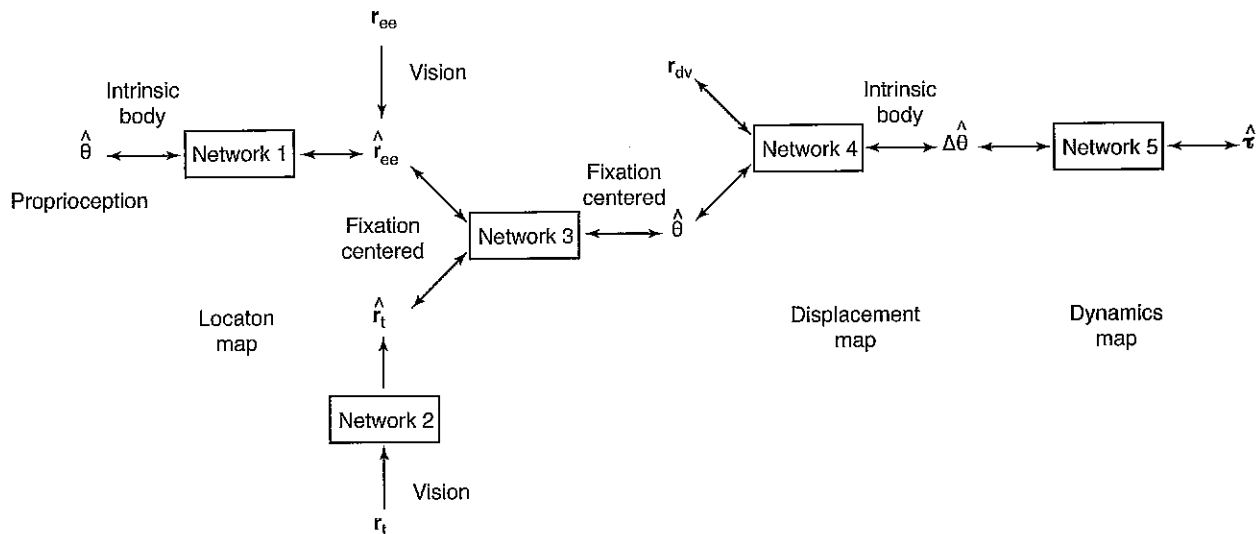 r_ee
Vision
Intrinsic
body
θ̂
Network 1
r̂_ee
Proprioception
Fixation
centered
Network 3
Fixation
centered
θ̂
r_dv
Network 4
Intrinsic
body
Δθ̂
Network 5
τ̂
r̂_t
Locaton
map
Displacement
map
Dynamics
map
Network 2
Vision
r_t